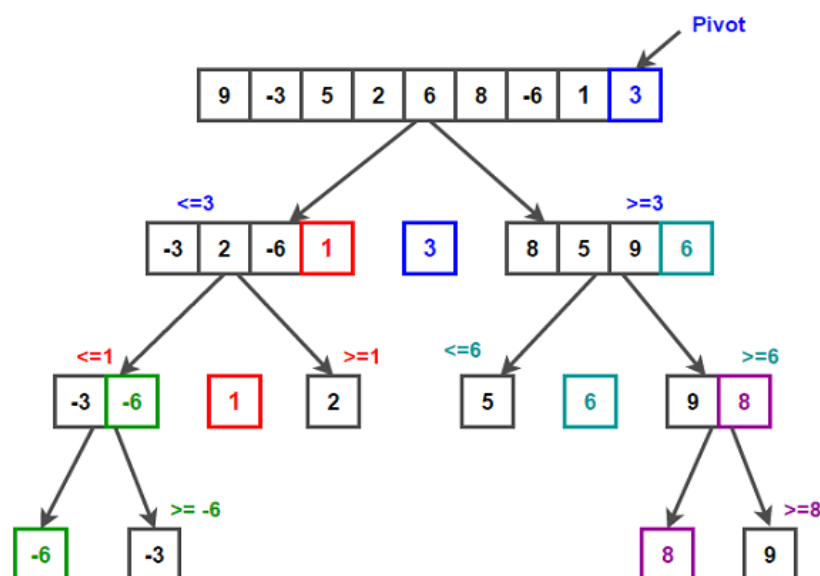 Pivot
9 -3 5 2 6 8 -6 1 3
<=3 >=3
-3 2 -6 1 3 8 5 9 6
<=1 >=1 <=6 >=6
-3 -6 1 2 5 6 9 8
>= -6 >=8
-6 -3 8 9